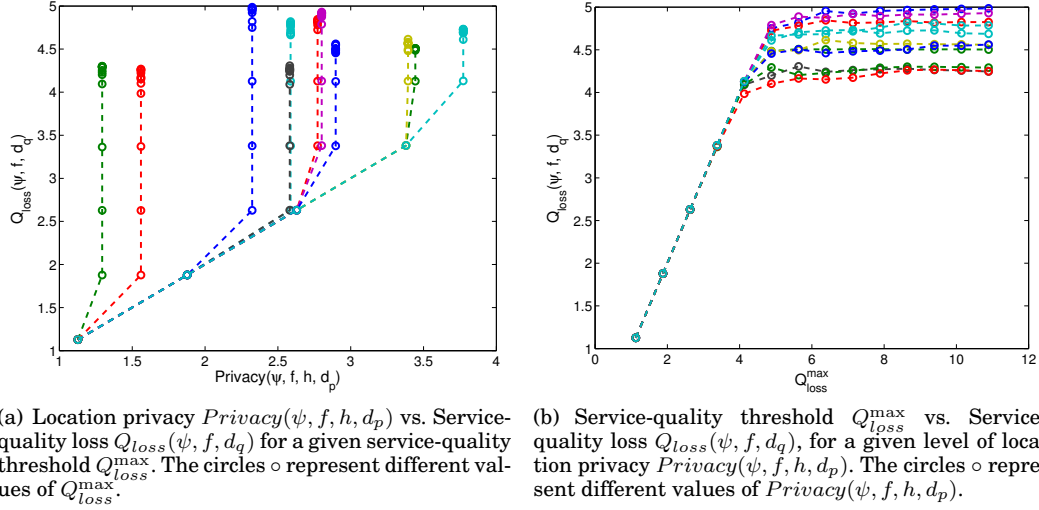 5
4.5
4
3.5
3
2.5
2
1.5
1
Q_loss(ψ, f, d_q)
1 1.5 2 2.5 3 3.5 4
Privacy(ψ, f, h, d_p)
(a) Location privacy Privacy(ψ, f, h, d_p) vs. Service-
quality loss Q_loss(ψ, f, d_q) for a given service-quality
threshold Q_loss^max. The circles ∘ represent different val-
ues of Q_loss^max.
5
4.5
4
3.5
3
2.5
2
1.5
1
Q_loss(ψ, f, d_q)
0 2 4 6 8 10 12
Q_loss^max
(b) Service-quality threshold Q_loss^max vs. Service
quality loss Q_loss(ψ, f, d_q), for a given level of loca-
tion privacy Privacy(ψ, f, h, d_p). The circles ∘ repre-
sent different values of Privacy(ψ, f, h, d_p).